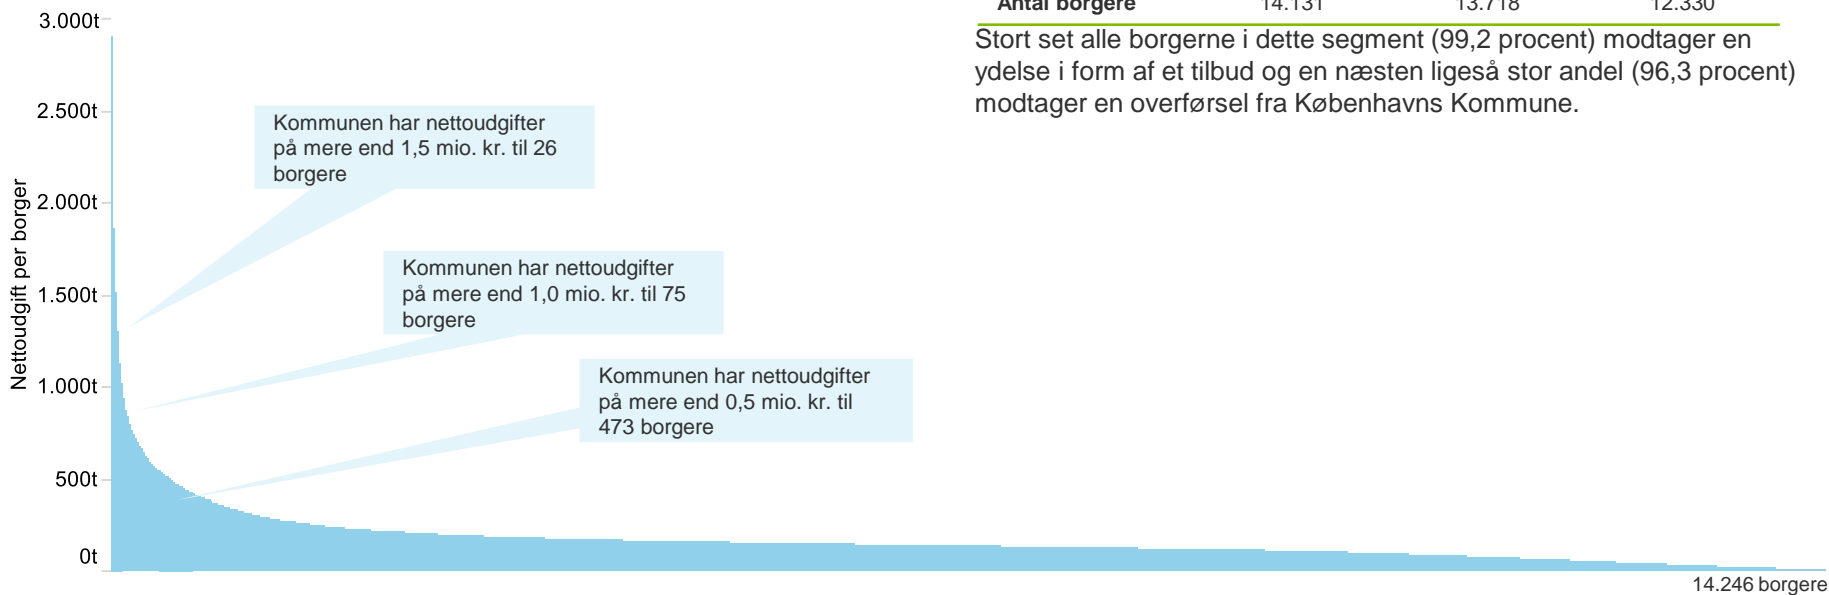 Antal borgere 14.131 13.718 12.330
Stort set alle borgerne i dette segment (99,2 procent) modtager en
ydelse i form af et tilbud og en næsten ligeså stor andel (96,3 procent)
modtager en overførsel fra Københavns Kommune.
Nettoudgift per borger
3.000t
2.500t
2.000t
1.500t
1.000t
500t
0t
Kommunen har nettoudgifter
på mere end 1,5 mio. kr. til 26
borgere
Kommunen har nettoudgifter
på mere end 1,0 mio. kr. til 75
borgere
Kommunen har nettoudgifter
på mere end 0,5 mio. kr. til
473 borgere
14.246 borgere